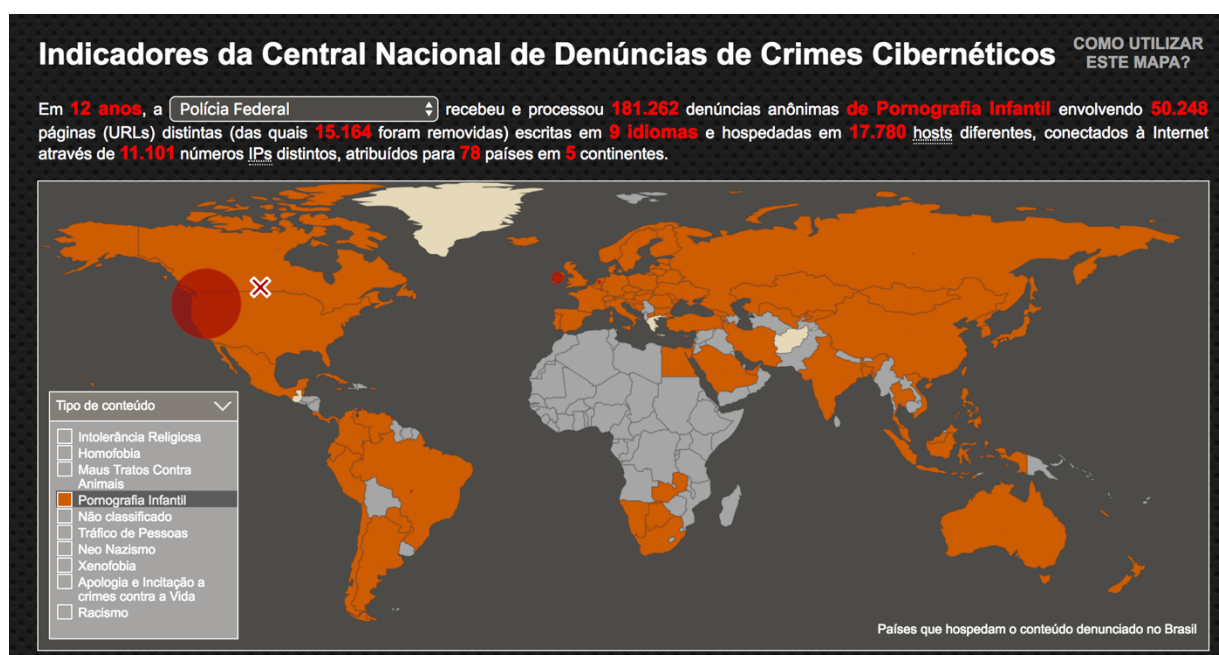 Indicadores da Central Nacional de Denúncias de Crimes Cibernéticos
COMO UTILIZAR
ESTE MAPA?
Em 12 anos, a Polícia Federal recebeu e processou 181.262 denúncias anônimas de Pornografia Infantil envolvendo 50.248
páginas (URLs) distintas (das quais 15.164 foram removidas) escritas em 9 idiomas e hospedadas em 17.780 hosts diferentes, conectados à Internet
através de 11.101 números IPs distintos, atribuídos para 78 países em 5 continentes.
Tipo de conteúdo
Intolerância Religiosa
Homofobia
Maus Tratos Contra
Animais
Pornografia Infantil
Não classificado
Tráfico de Pessoas
Neo Nazismo
Xenofobia
Apologia e Incitação a
crimes contra a Vida
Racismo
Países que hospedam o conteúdo denunciado no Brasil